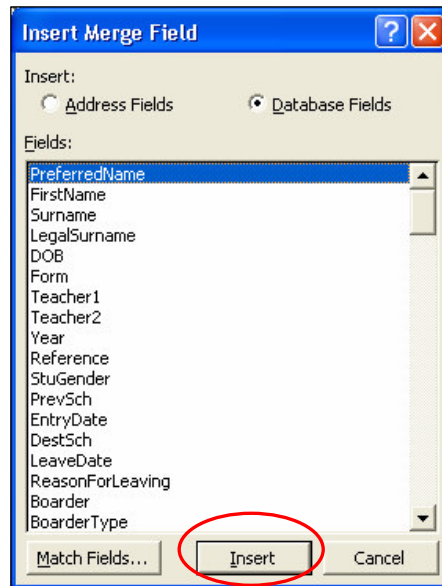 Insert Merge Field
Insert:
Address Fields Database Fields
Fields:
PreferredName
FirstName
Surname
LegalSurname
DOB
Form
Teacher1
Teacher2
Year
Reference
StuGender
PrevSch
EntryDate
DestSch
LeaveDate
ReasonForLeaving
Boarder
BoarderType
Match Fields... Insert Cancel